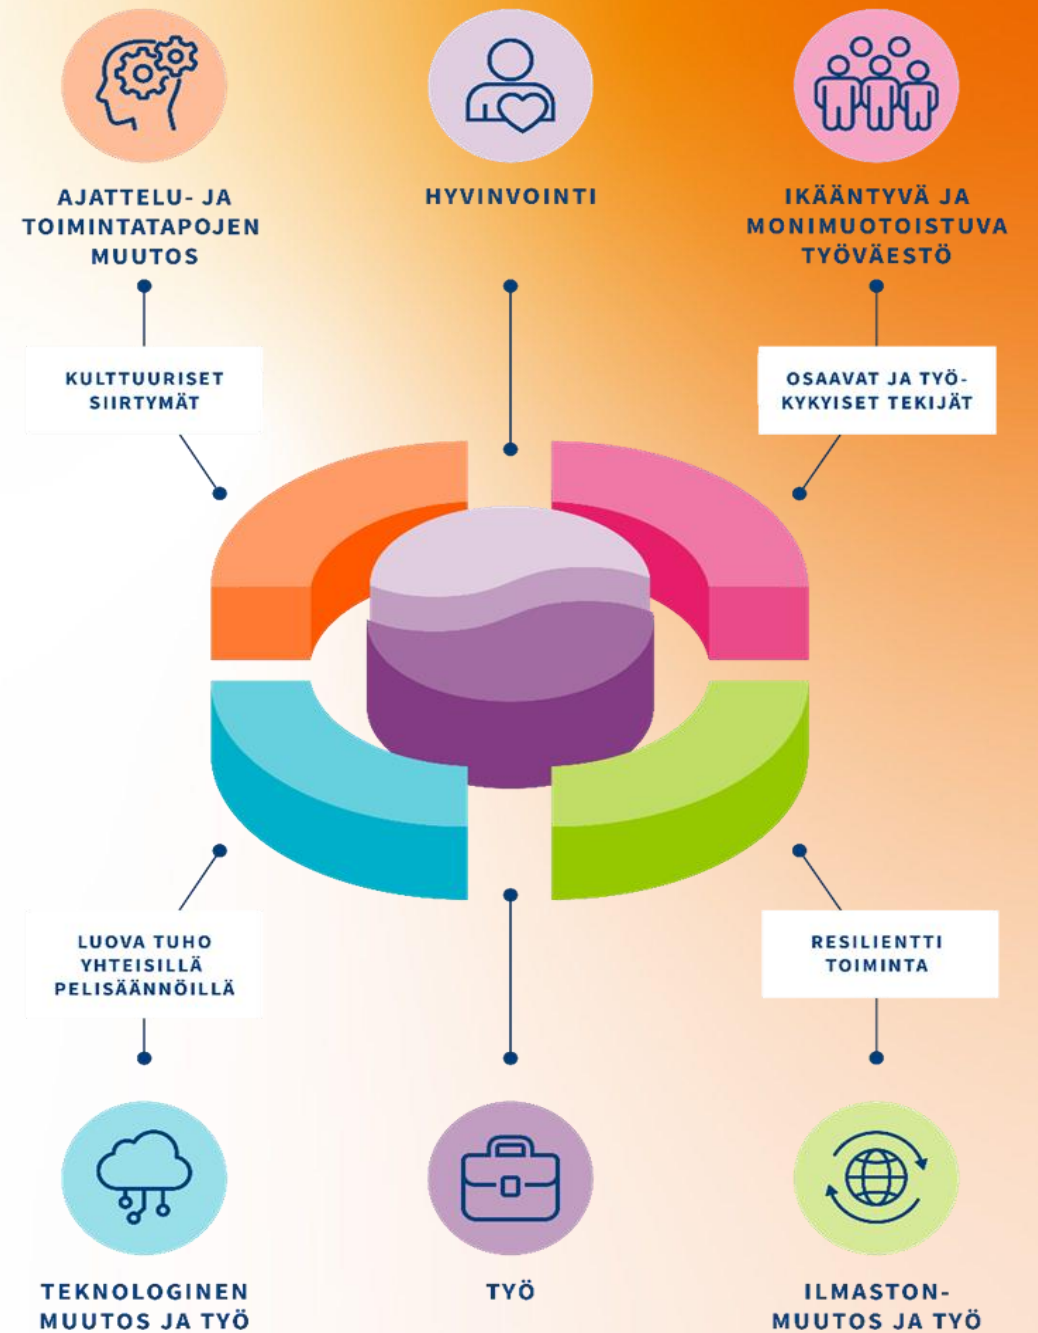 AJATTELU- JA
TOIMINTATAPOJEN
MUUTOS
HYVINVOINTI
IKÄÄNTYVÄ JA
MONIMUOTOISTUVA
TYÖVÄESTÖ
KULTTUURISET
SIIRTYMÄT
OSAAVAT JA TYÖ-
KYKYISET TEKIJÄT
LUOVA TUHO
YHTEISILLÄ
PELISÄÄNNÖILLÄ
RESILIENTTI
TOIMINTA
TEKNOLOGINEN
MUUTOS JA TYÖ
TYÖ
ILMASTON-
MUUTOS JA TYÖ